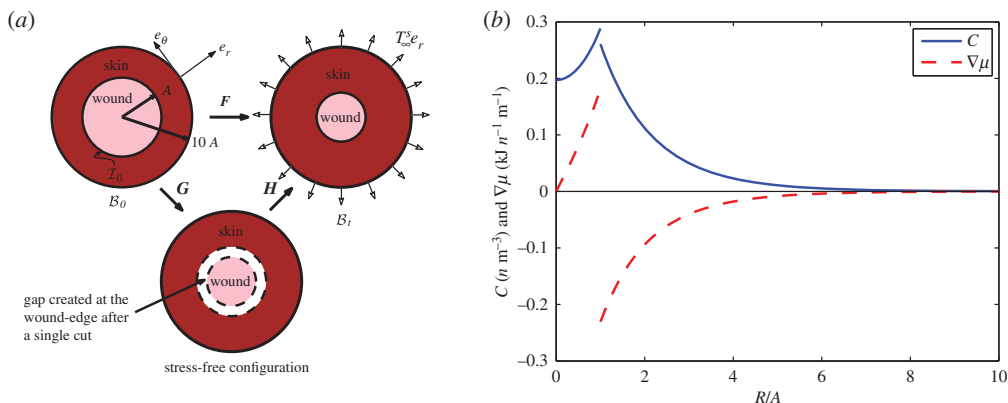 (a)
e_θ
e_r
skin
wound
A
10 A
𝓘₀
𝓑₀
F
T^s_∞ e_r
skin
wound
𝓑_t
G
H
skin
wound
gap created at the
wound-edge after
a single cut
stress-free configuration
(b)
C (n m⁻³) and ∇μ (kJ n⁻¹ m⁻¹)
0.3
0.2
0.1
0
–0.1
–0.2
–0.3
0
2
4
6
8
10
R/A
C
∇μ